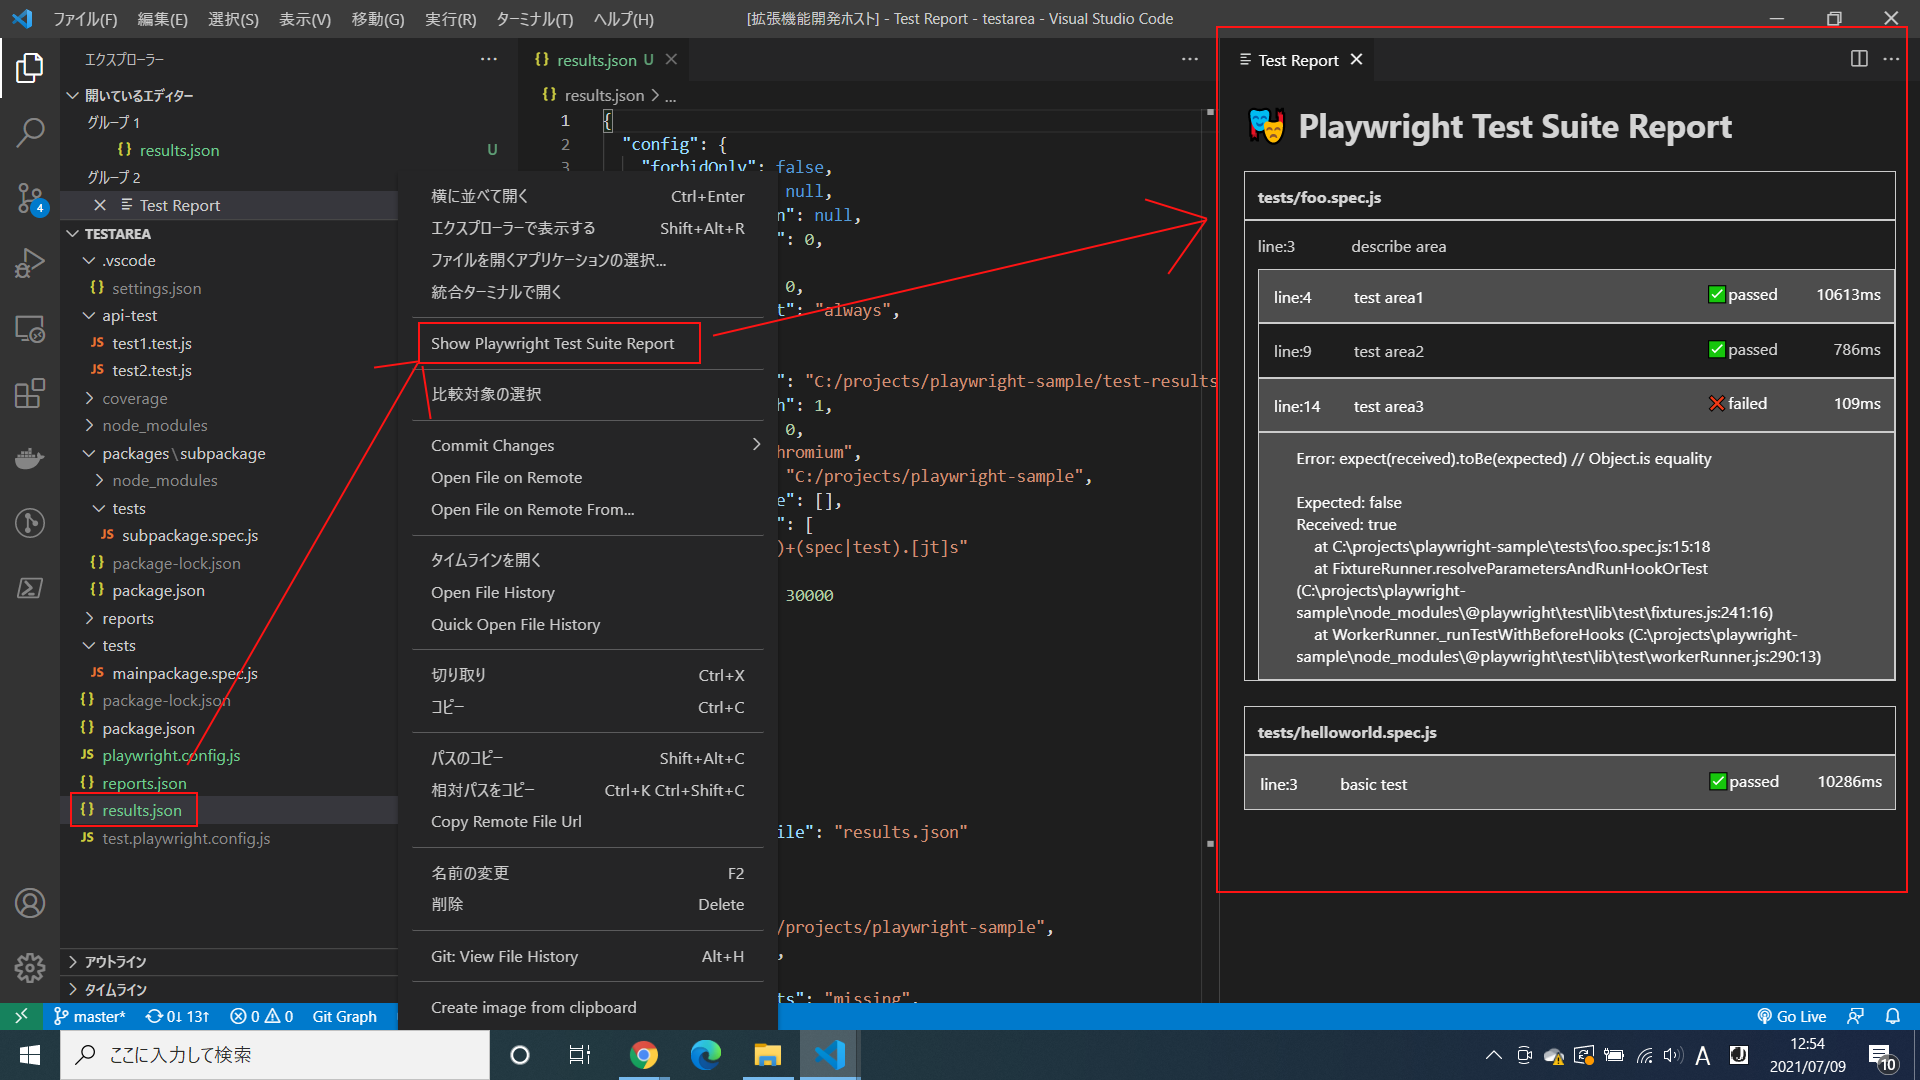 ファイル(F) 編集(E) 選択(S) 表示(V) 移動(G) 実行(R) ターミナル(T) ヘルプ(H)
[拡張機能開発ホスト] - Test Report - testarea - Visual Studio Code
エクスプローラー
開いているエディター
グループ 1
results.json U
グループ 2
Test Report
TESTAREA
.vscode
settings.json
api-test
JS test1.test.js
JS test2.test.js
coverage
node_modules
packages\subpackage
node_modules
tests
JS subpackage.spec.js
package-lock.json
package.json
reports
tests
JS mainpackage.spec.js
package-lock.json
package.json
JS playwright.config.js
reports.json
results.json
JS test.playwright.config.js
アウトライン
タイムライン
4
横に並べて開く Ctrl+Enter
エクスプローラーで表示する Shift+Alt+R
ファイルを開くアプリケーションの選択...
統合ターミナルで開く
Show Playwright Test Suite Report
比較対象の選択
Commit Changes
Open File on Remote
Open File on Remote From...
タイムラインを開く
Open File History
Quick Open File History
切り取り Ctrl+X
コピー Ctrl+C
パスのコピー Shift+Alt+C
相対パスをコピー Ctrl+K Ctrl+Shift+C
Copy Remote File Url
名前の変更 F2
削除 Delete
Git: View File History Alt+H
Create image from clipboard
results.json U
results.json > ...
1 {
2 "config": {
3 "forbidOnly": false,
null,
n": null,
": 0,
0,
t": "always",
": "C:/projects/playwright-sample/test-results
h": 1,
0,
hromium",
"C:/projects/playwright-sample",
e": [],
": [
)+(spec|test).[jt]s"
30000
ile": "results.json"
/projects/playwright-sample",
,
ts": "missing",
Test Report
Playwright Test Suite Report
tests/foo.spec.js
line:3 describe area
line:4 test area1 passed 10613ms
line:9 test area2 passed 786ms
line:14 test area3 failed 109ms
Error: expect(received).toBe(expected) // Object.is equality
Expected: false
Received: true
at C:\projects\playwright-sample\tests\foo.spec.js:15:18
at FixtureRunner.resolveParametersAndRunHookOrTest
(C:\projects\playwright-
sample\node_modules\@playwright\test\lib\test\fixtures.js:241:16)
at WorkerRunner._runTestWithBeforeHooks (C:\projects\playwright-
sample\node_modules\@playwright\test\lib\test\workerRunner.js:290:13)
tests/helloworld.spec.js
line:3 basic test passed 10286ms
master* 0↓ 13↑ 0 0 Git Graph
Go Live
ここに入力して検索
A
12:54
2021/07/09
10